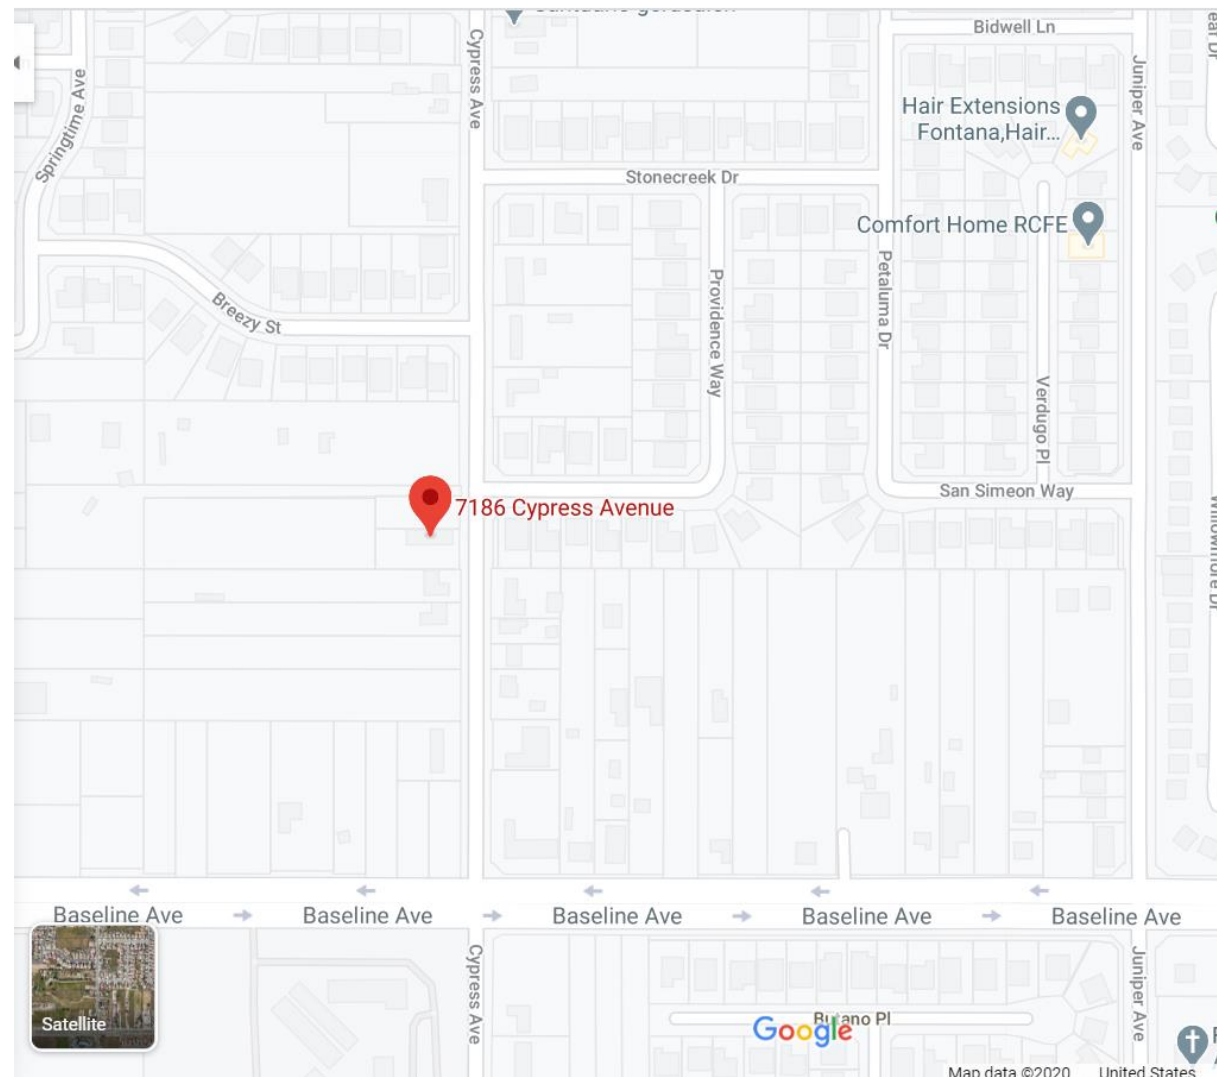 Bidwell Ln
Cypress Ave
Juniper Ave
Springtime Ave
Hair Extensions
Fontana,Hair...
Stonecreek Dr
Comfort Home RCFE
Petaluma Dr
Providence Way
Breezy St
Verdugo Pl
San Simeon Way
7186 Cypress Avenue
Baseline Ave
Baseline Ave
Baseline Ave
Baseline Ave
Baseline Ave
Cypress Ave
Juniper Ave
Satellite
Butano Pl
Google
Map data ©2020
United States